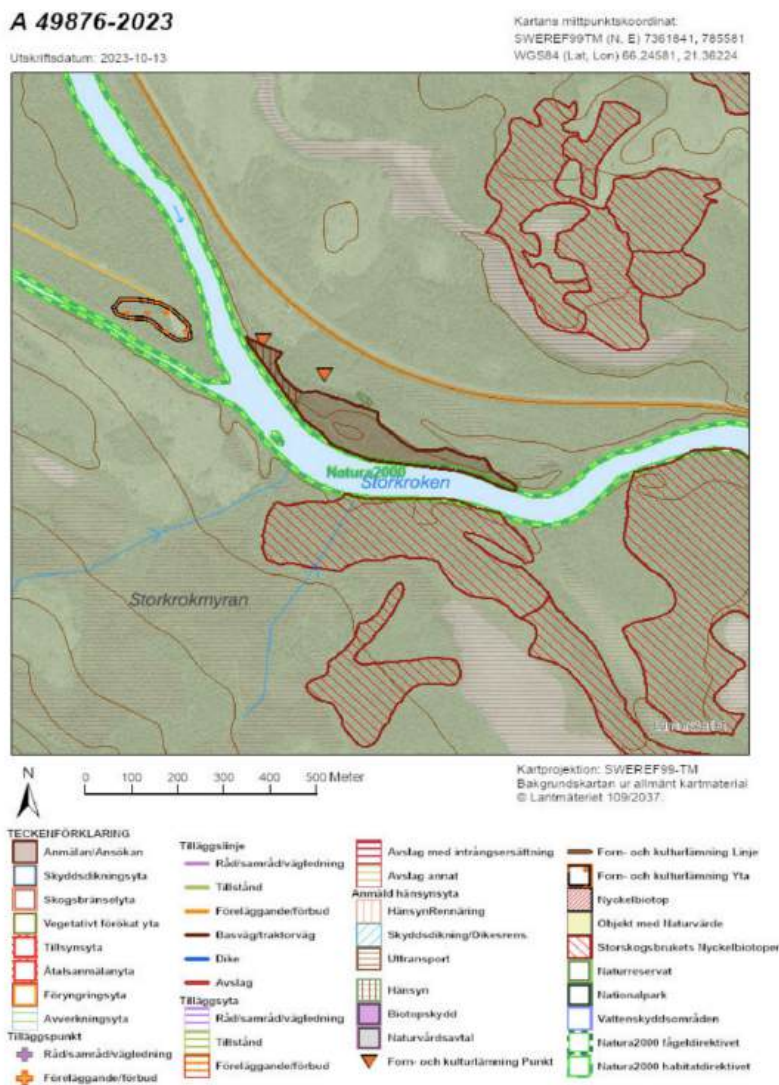 A 49876-2023
Utskriftsdatum: 2023-10-13
Kartans mittpunktskoordinat:
SWEREF99TM (N, E) 7361841, 785581
WGS84 (Lat, Lon) 66.24581, 21.36224
Natura2000
Storkroken
Storkrokmyran
N
0 100 200 300 400 500 Meter
Kartprojektion: SWEREF99-TM
Bakgrundskartan ur allmänt kartmaterial
© Lantmäteriet 109/2037.
TECKENFÖRKLARING
Anmälan/Ansökan
Skyddsdikningsyta
Skogsbränselyta
Vegetativt förökat yta
Tillsynsyta
Åtalsanmälanyta
Föryngringsyta
Avverkningsyta
Tilläggspunkt
Råd/samråd/vägledning
Föreläggande/förbud
Tilläggslinje
Råd/samråd/vägledning
Tillstånd
Föreläggande/förbud
Basväg/traktorväg
Dike
Avslag
Tilläggsyta
Råd/samråd/vägledning
Tillstånd
Föreläggande/förbud
Avslag med intrångsersättning
Avslag annat
Anmäld hänsynsyta
HänsynRennäring
Skyddsdikning/Dikesrens.
Uttransport
Hänsyn
Biotopskydd
Naturvårdsavtal
Forn- och kulturlämning Punkt
Forn- och kulturlämning Linje
Forn- och kulturlämning Yta
Nyckelbiotop
Objekt med Naturvärde
Storskogsbrukets Nyckelbiotoper
Naturreservat
Nationalpark
Vattenskyddsområden
Natura2000 fågeldirektivet
Natura2000 habitatdirektivet